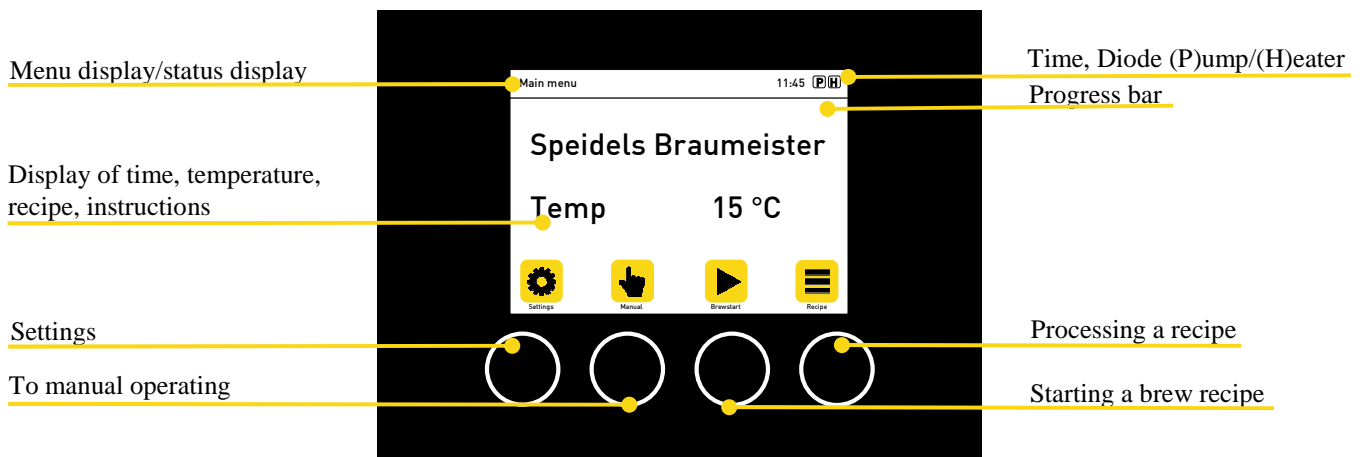 Menu display/status display
Time, Diode (P)ump/(H)eater
Progress bar
Main menu
11:45 P H
Speidels Braumeister
Display of time, temperature,
recipe, instructions
Temp 15 °C
Settings Manual Brewstart Recipe
Settings
Processing a recipe
To manual operating
Starting a brew recipe